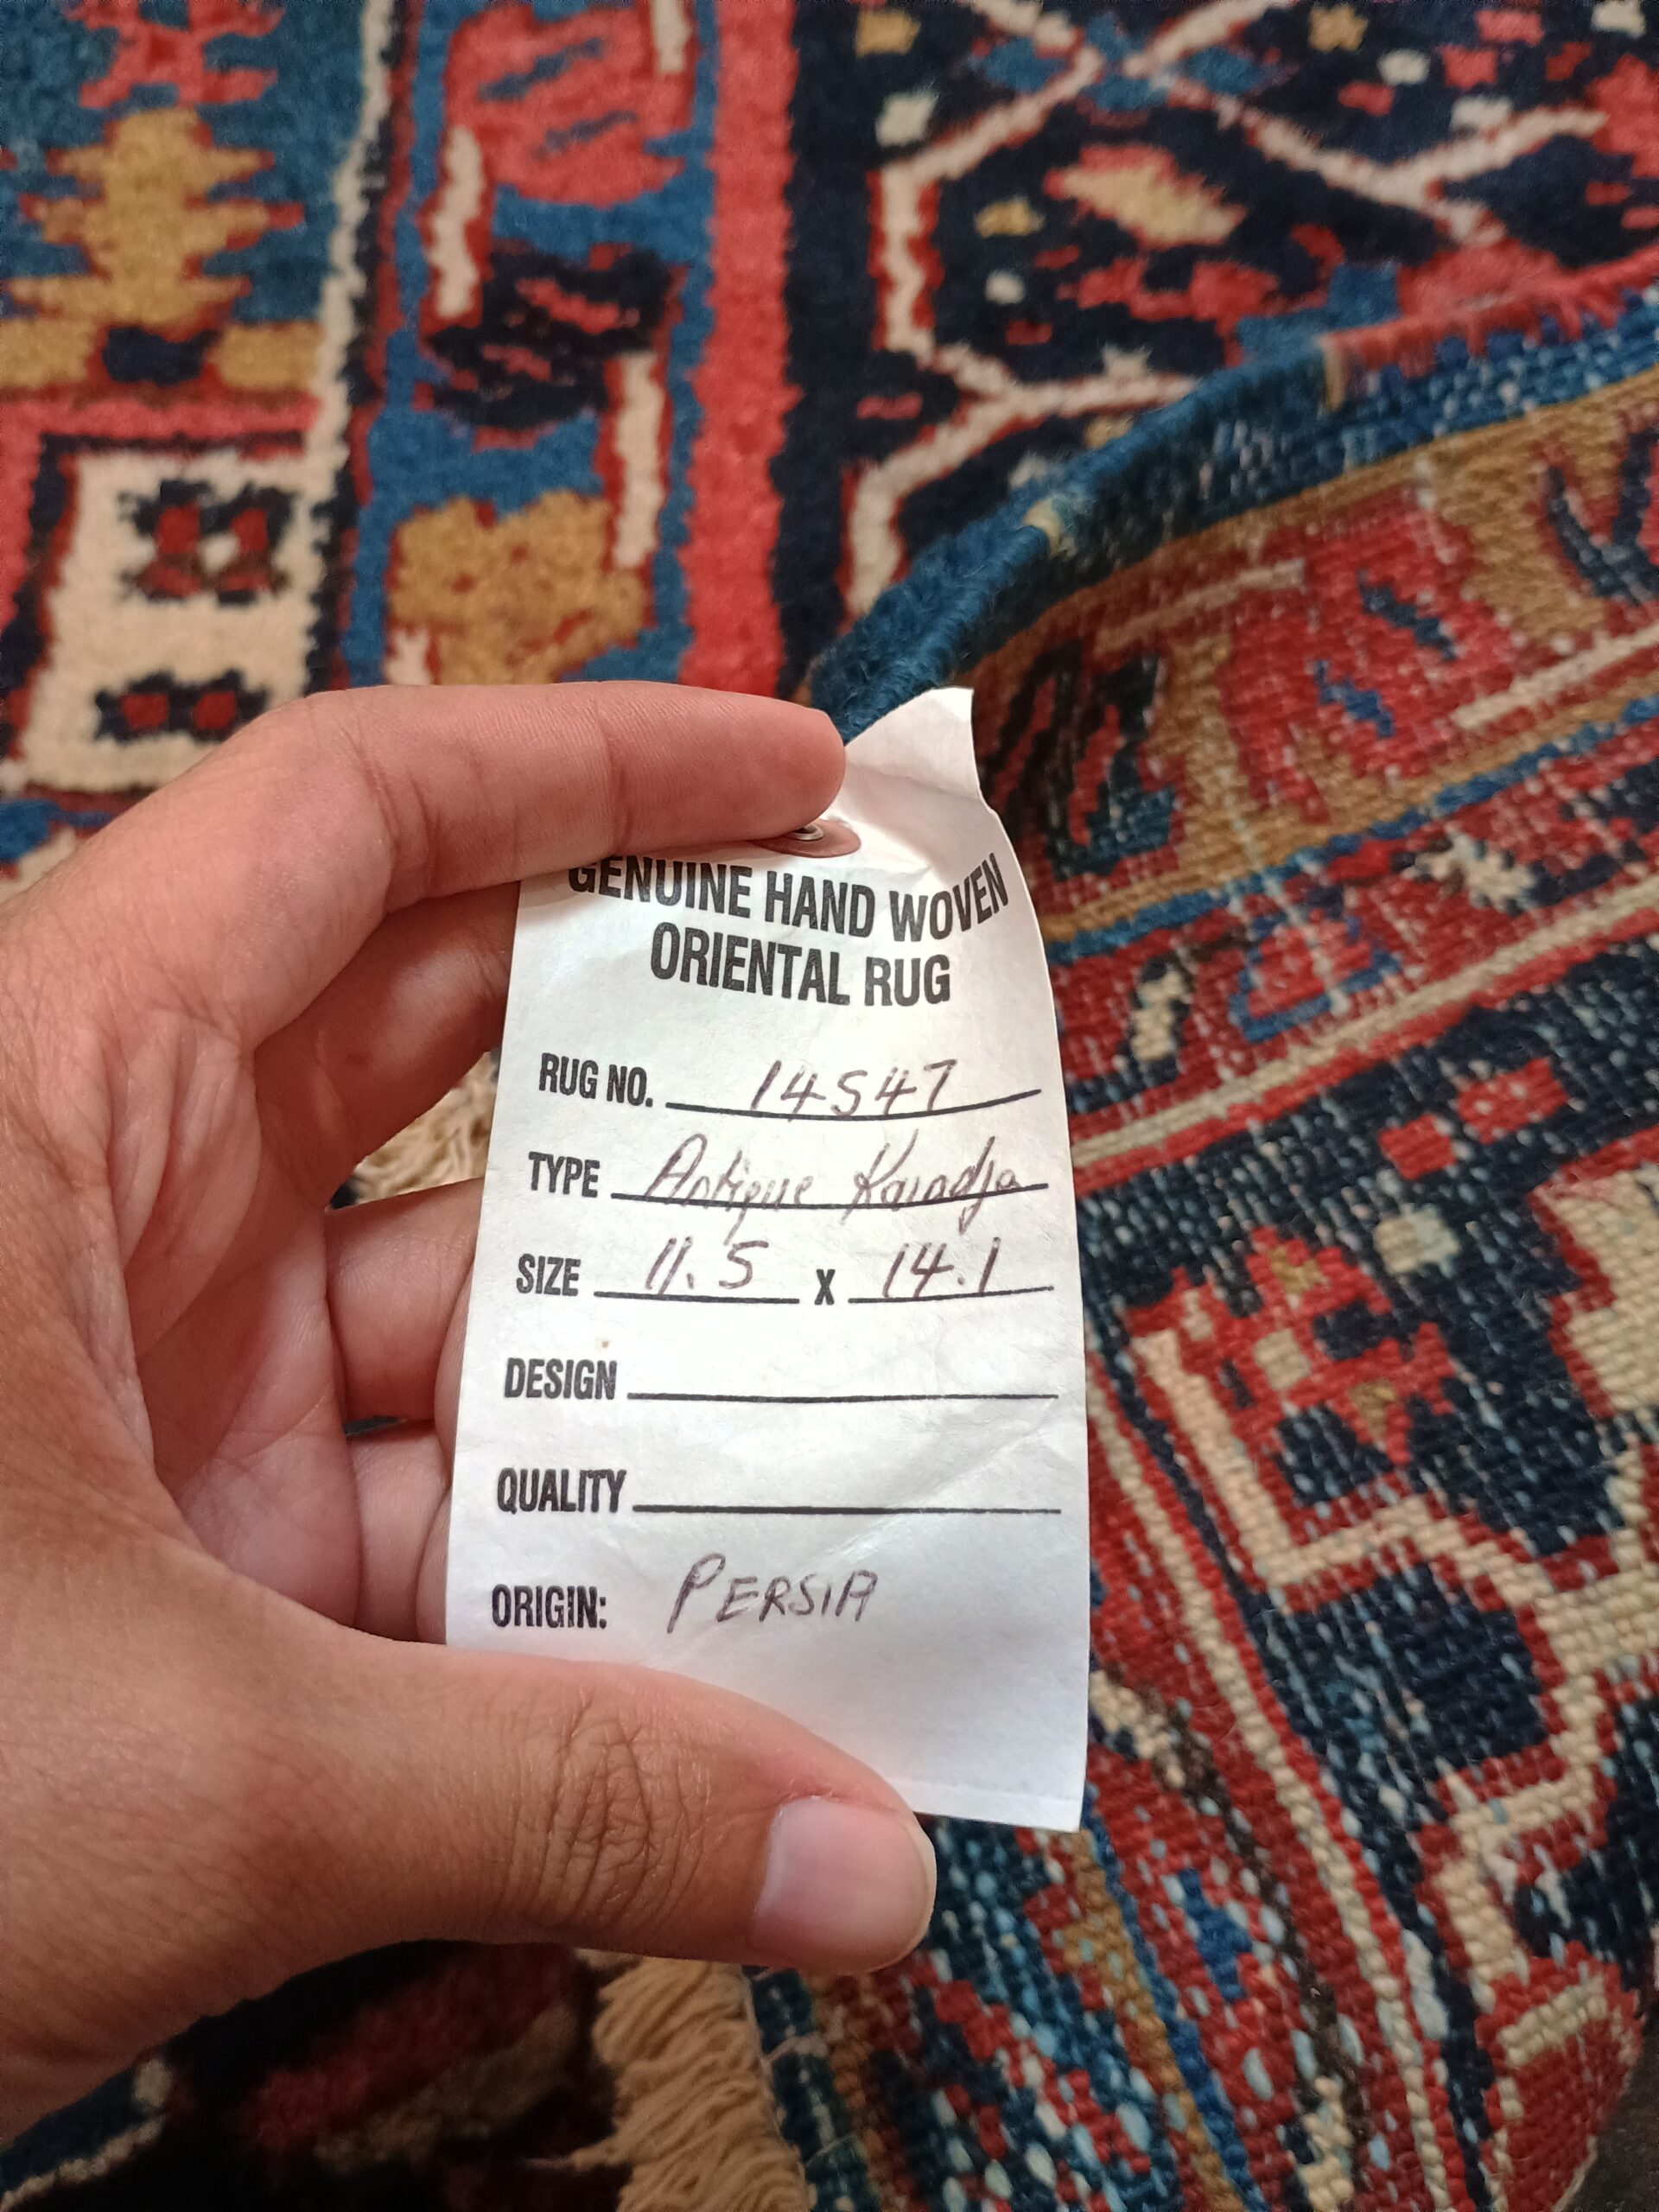 GENUINE HAND WOVEN
ORIENTAL RUG
RUG NO. 14547
TYPE Antique Karadja
SIZE 11.5 X 14.1
DESIGN
QUALITY
ORIGIN: PERSIA